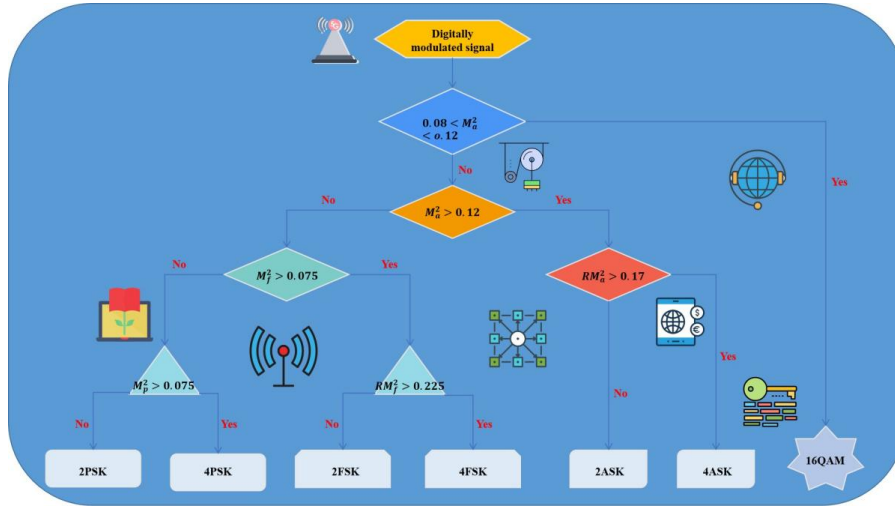 Digitally
modulated signal
0.08 < M_a^2
< o.12
Yes
No
No
Yes
M_a^2 > 0.12
No
Yes
M_f^2 > 0.075
RM_a^2 > 0.17
$
€
M_p^2 > 0.075
RM_f^2 > 0.225
No
Yes
No
Yes
No
Yes
2PSK
4PSK
2FSK
4FSK
2ASK
4ASK
16QAM